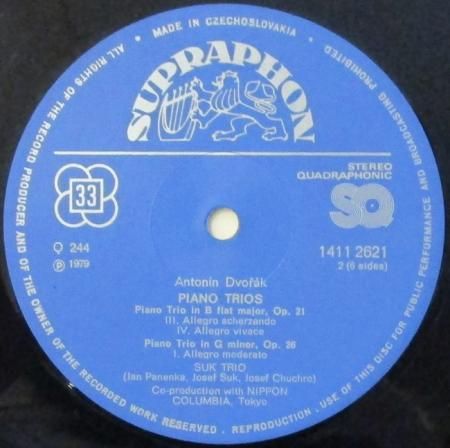 MADE IN CZECHOSLOVAKIA
ALL RIGHTS OF THE RECORD PRODUCER AND OF THE OWNER OF THE RECORDED WORK RESERVED . REPRODUCTION . USE OF THIS DISC FOR PUBLIC PERFORMANCE AND BROADCASTING PROHIBITED
SUPRAPHON
STEREO
QUADRAPHONIC
33
SQ
Q 244
1411 2621
Ⓟ 1979
2 (6 sides)
Antonín Dvořák
PIANO TRIOS
Piano Trio in B flat major, Op. 21
III. Allegro scherzando
IV. Allegro vivace
Piano Trio in G minor, Op. 26
I. Allegro moderato
SUK TRIO
(Jan Panenka, Josef Suk, Josef Chuchro)
Co-production with NIPPON
COLUMBIA, Tokyo